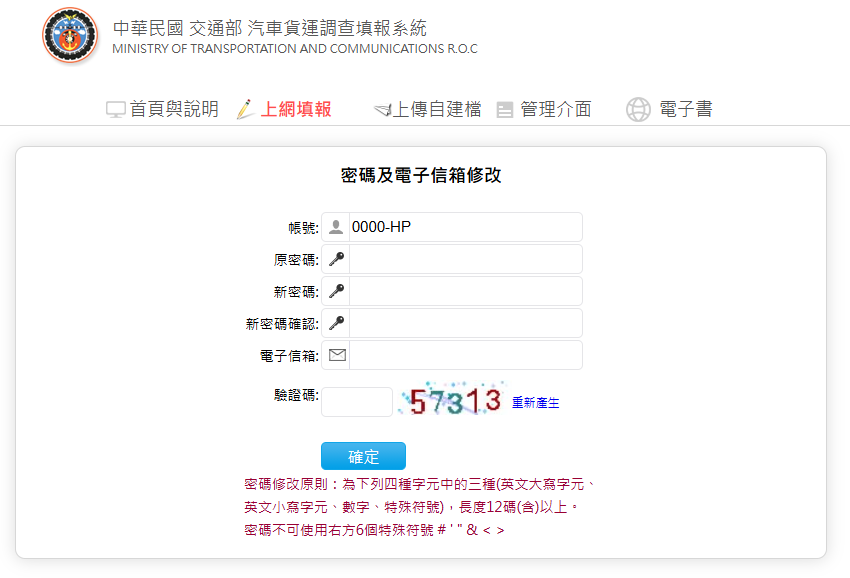 中華民國 交通部 汽車貨運調查填報系統
MINISTRY OF TRANSPORTATION AND COMMUNICATIONS R.O.C
首頁與說明 上網填報 上傳自建檔 管理介面 電子書
密碼及電子信箱修改
帳號: 0000-HP
原密碼:
新密碼:
新密碼確認:
電子信箱:
驗證碼: 57313 重新產生
確定
密碼修改原則：為下列四種字元中的三種(英文大寫字元、
英文小寫字元、數字、特殊符號)，長度12碼(含)以上。
密碼不可使用右方6個特殊符號 # ' " & < >